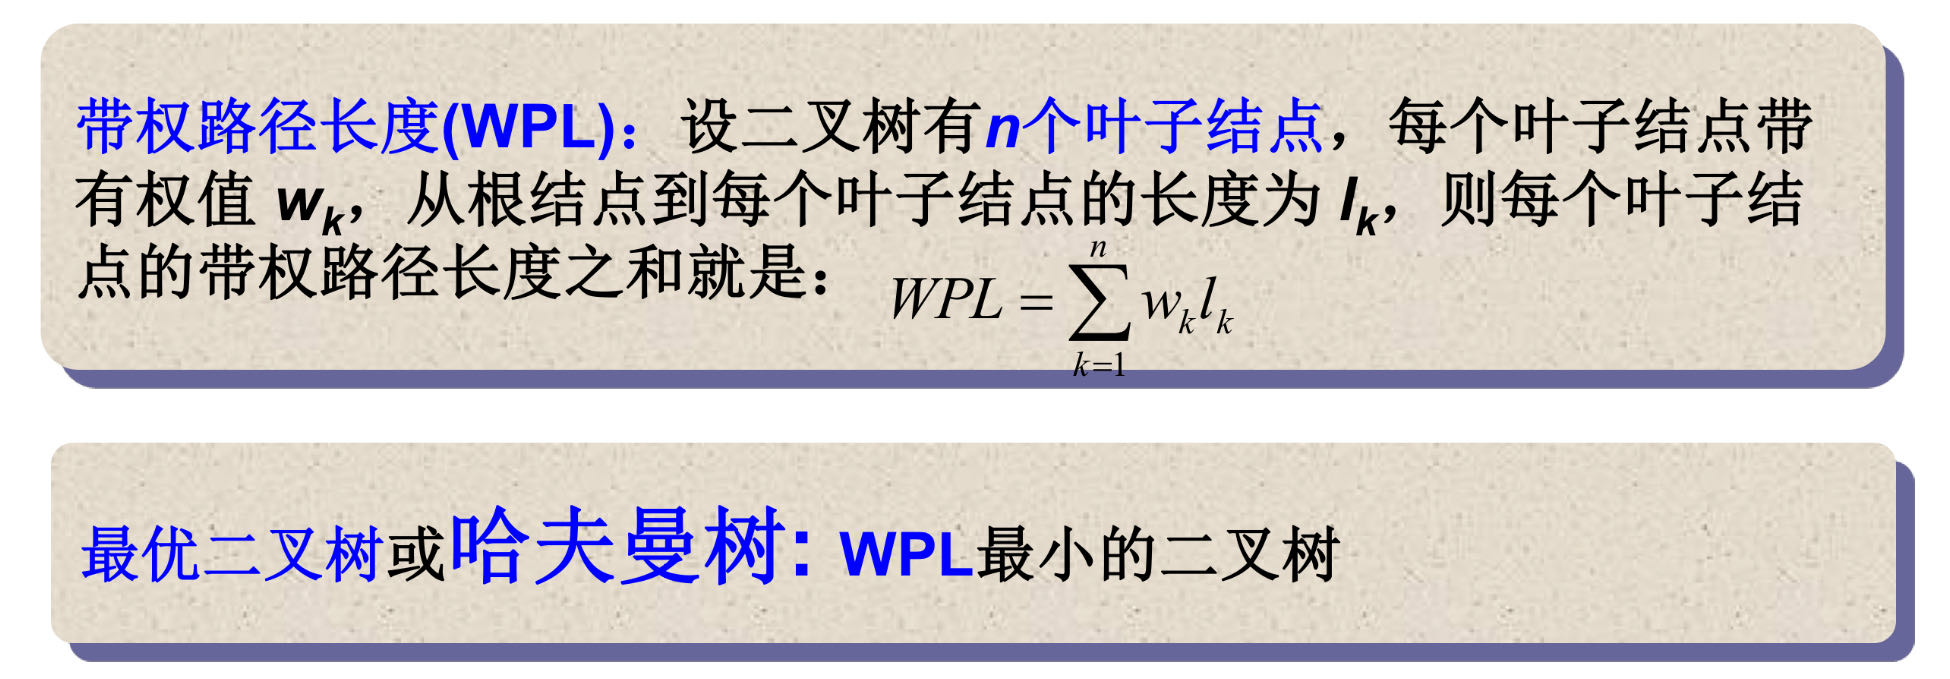 带权路径长度(WPL)：设二叉树有n个叶子结点，每个叶子结点带
有权值 wk，从根结点到每个叶子结点的长度为 lk，则每个叶子结
点的带权路径长度之和就是： WPL = ∑_{k=1}^{n} w_k l_k
最优二叉树或哈夫曼树: WPL最小的二叉树